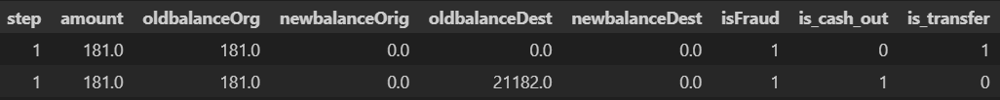 step amount oldbalanceOrg newbalanceOrig oldbalanceDest newbalanceDest isFraud is_cash_out is_transfer
1 181.0 181.0 0.0 0.0 0.0 1 0 1
1 181.0 181.0 0.0 21182.0 0.0 1 1 0